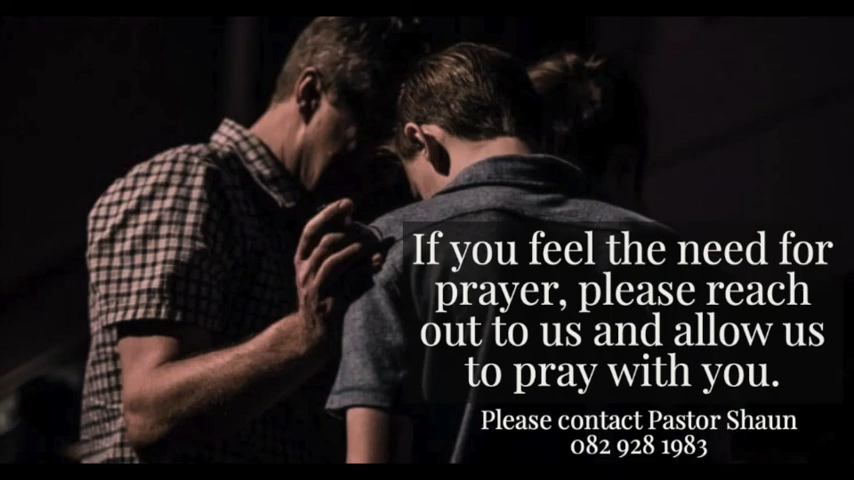 If you feel the need for
prayer, please reach
out to us and allow us
to pray with you.
Please contact Pastor Shaun
082 928 1983